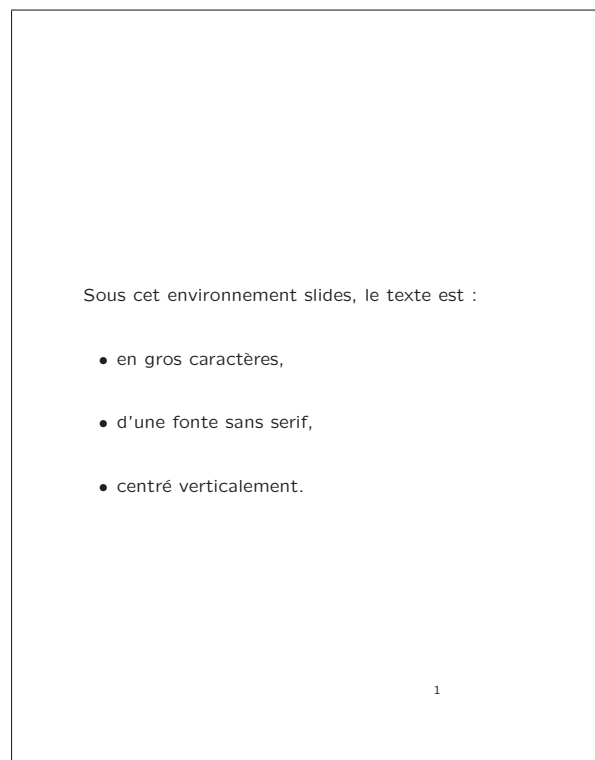 Sous cet environnement slides, le texte est :
• en gros caractères,
• d'une fonte sans serif,
• centré verticalement.
1